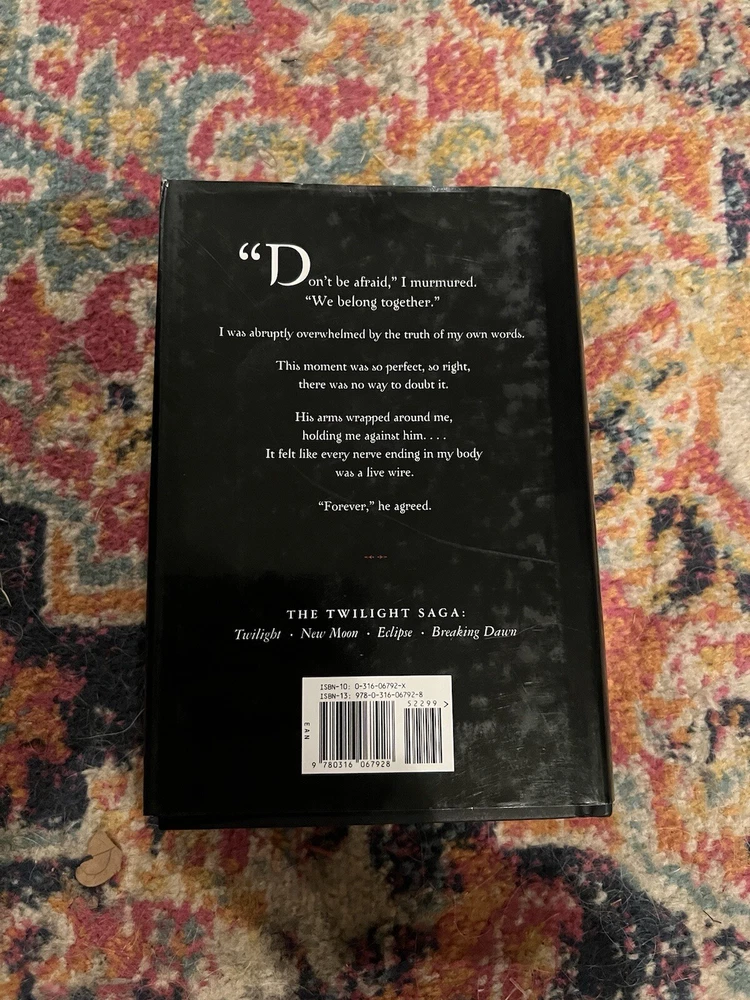 “Don’t be afraid,” I murmured.
“We belong together.”
I was abruptly overwhelmed by the truth of my own words.
This moment was so perfect, so right,
there was no way to doubt it.
His arms wrapped around me,
holding me against him. . . .
It felt like every nerve ending in my body
was a live wire.
“Forever,” he agreed.
THE TWILIGHT SAGA:
Twilight · New Moon · Eclipse · Breaking Dawn
ISBN-10: 0-316-06792-X
ISBN-13: 978-0-316-06792-8
52299 >
EAN
9 780316 067928